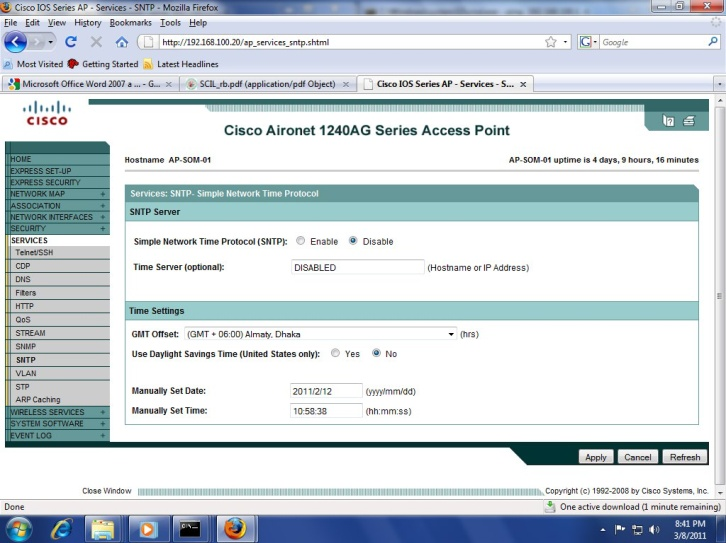 Cisco IOS Series AP - Services - SNTP - Mozilla Firefox
File Edit View History Bookmarks Tools Help
http://192.168.100.20/ap_services_sntp.shtml
Google
Most Visited Getting Started Latest Headlines
Microsoft Office Word 2007 a ... - G... SCIL_rb.pdf (application/pdf Object) Cisco IOS Series AP - Services - S...
CISCO
Cisco Aironet 1240AG Series Access Point
HOME
EXPRESS SET-UP
EXPRESS SECURITY
NETWORK MAP +
ASSOCIATION +
NETWORK INTERFACES +
SECURITY +
SERVICES
Telnet/SSH
CDP
DNS
Filters
HTTP
QoS
STREAM
SNMP
SNTP
VLAN
STP
ARP Caching
WIRELESS SERVICES +
SYSTEM SOFTWARE +
EVENT LOG +
Hostname AP-SOM-01
AP-SOM-01 uptime is 4 days, 9 hours, 16 minutes
Services: SNTP- Simple Network Time Protocol
SNTP Server
Simple Network Time Protocol (SNTP): Enable Disable
Time Server (optional): DISABLED (Hostname or IP Address)
Time Settings
GMT Offset: (GMT + 06:00) Almaty, Dhaka (hrs)
Use Daylight Savings Time (United States only): Yes No
Manually Set Date: 2011/2/12 (yyyy/mm/dd)
Manually Set Time: 10:58:38 (hh:mm:ss)
Apply Cancel Refresh
Close Window
Copyright (c) 1992-2008 by Cisco Systems, Inc.
Done
One active download (1 minute remaining)
8:41 PM
3/8/2011